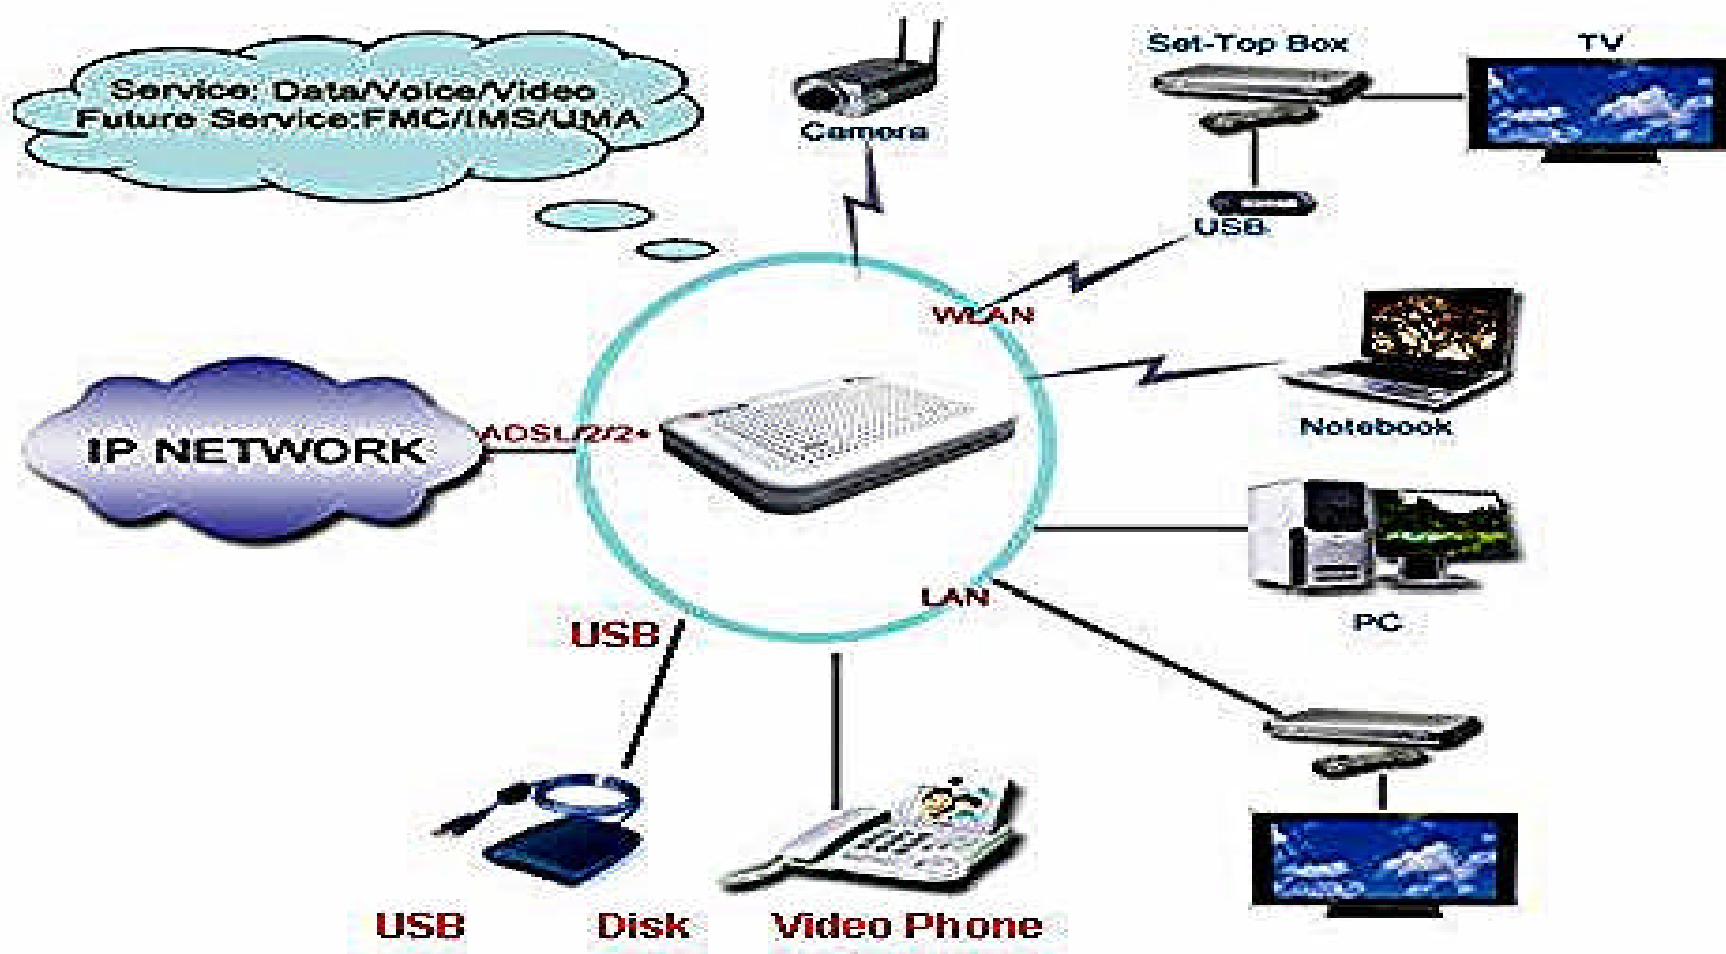 Service: Data/Voice/Video
Future Service:FMC/IMS/UMA
Camera
Set-Top Box
TV
USB
WLAN
Notebook
IP NETWORK
ADSL/2/2+
PC
LAN
USB
USB Disk
Video Phone